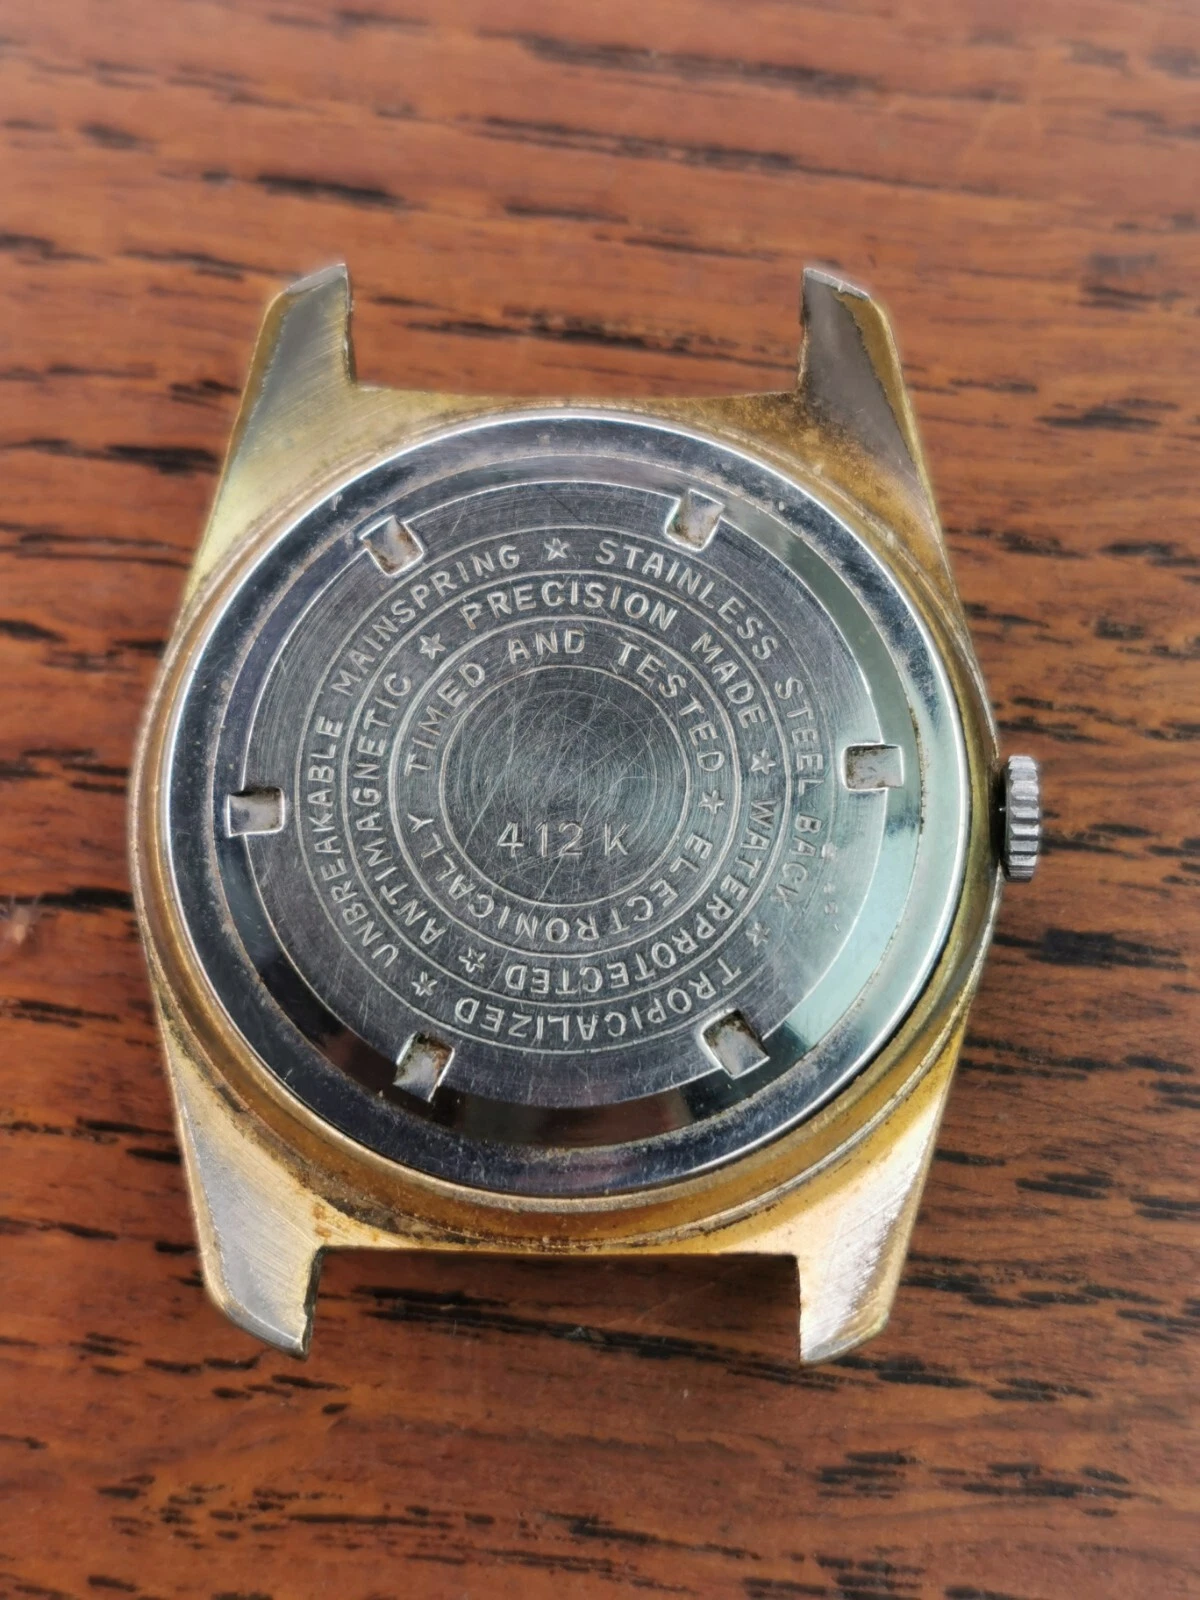 UNBREAKABLE MAINSPRING ★ STAINLESS STEEL BACK ★ TROPICALIZED ★
ANTIMAGNETIC ★ PRECISION MADE ★ WATERPROTECTED ★
ELECTRONICALLY TIMED AND TESTED ★
412 K